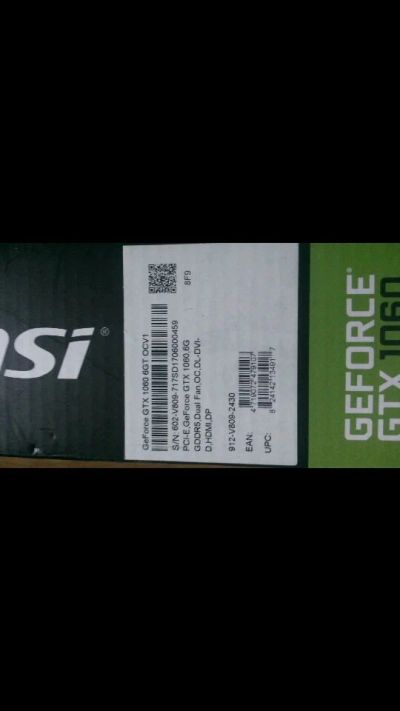 msi®
GeForce GTX 1060 6GT OCV1
S/N: 602-V809-717SD1706000459
PCI-E,GeForce GTX 1060,6G
GDDR5,Dual Fan,OC,DL-DVI-
D,HDMI,DP
8F9
912-V809-2430
EAN:
UPC:
GEFORCE®
GTX 1060